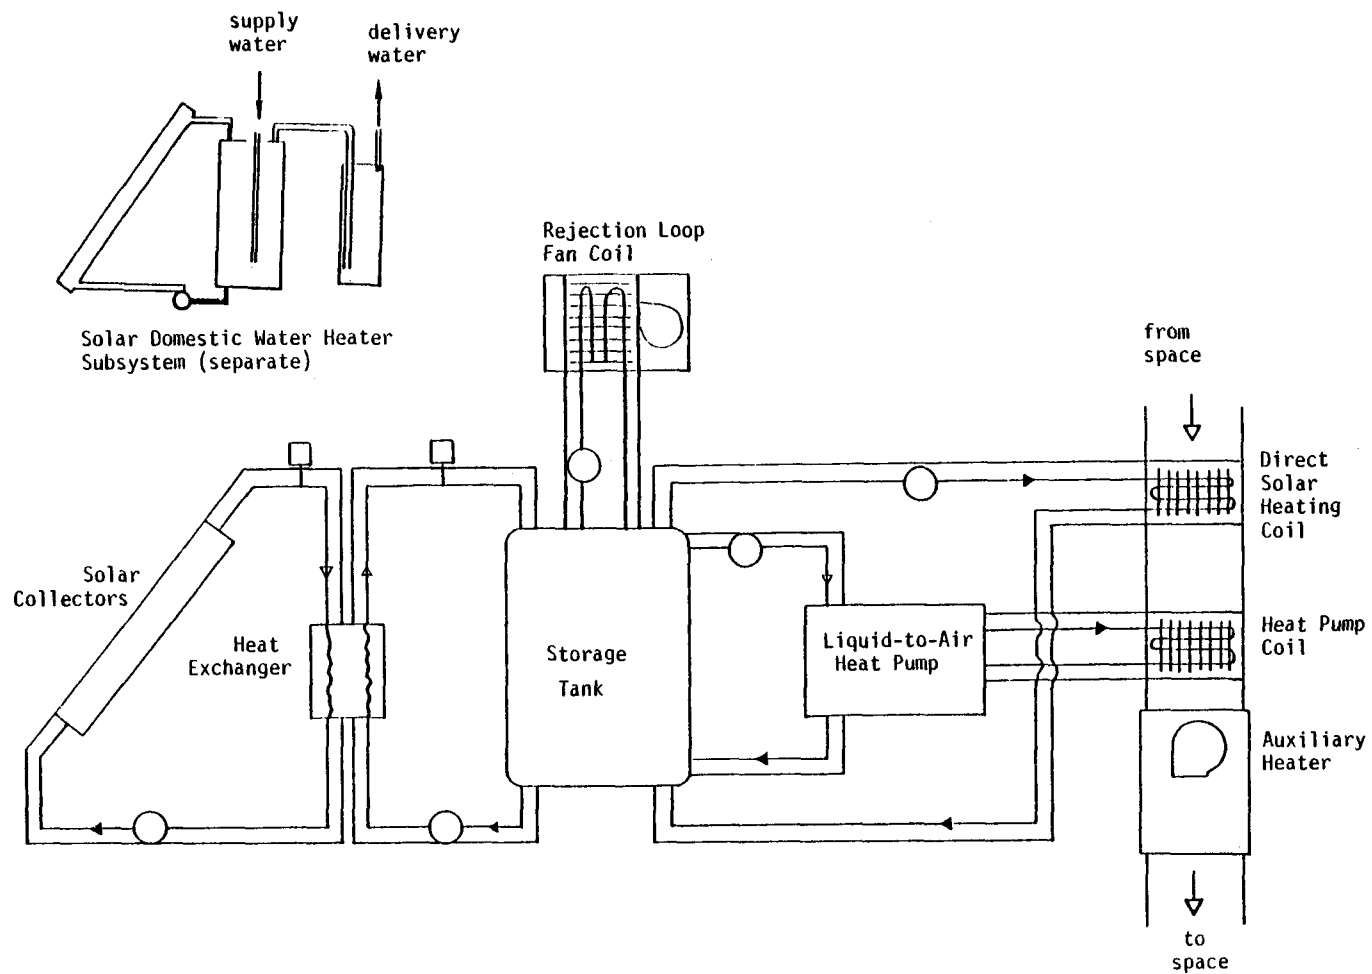 supply
water
delivery
water
Solar Domestic Water Heater
Subsystem (separate)
Rejection Loop
Fan Coil
from
space
Direct
Solar
Heating
Coil
Solar
Collectors
Heat
Exchanger
Storage
Tank
Liquid-to-Air
Heat Pump
Heat Pump
Coil
Auxiliary
Heater
to
space